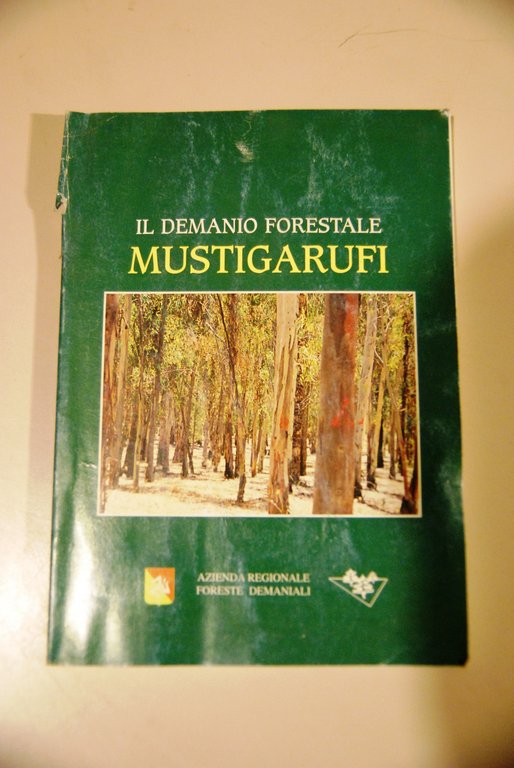 IL DEMANIO FORESTALE
MUSTIGARUFI
AZIENDA REGIONALE
FORESTE DEMANIALI